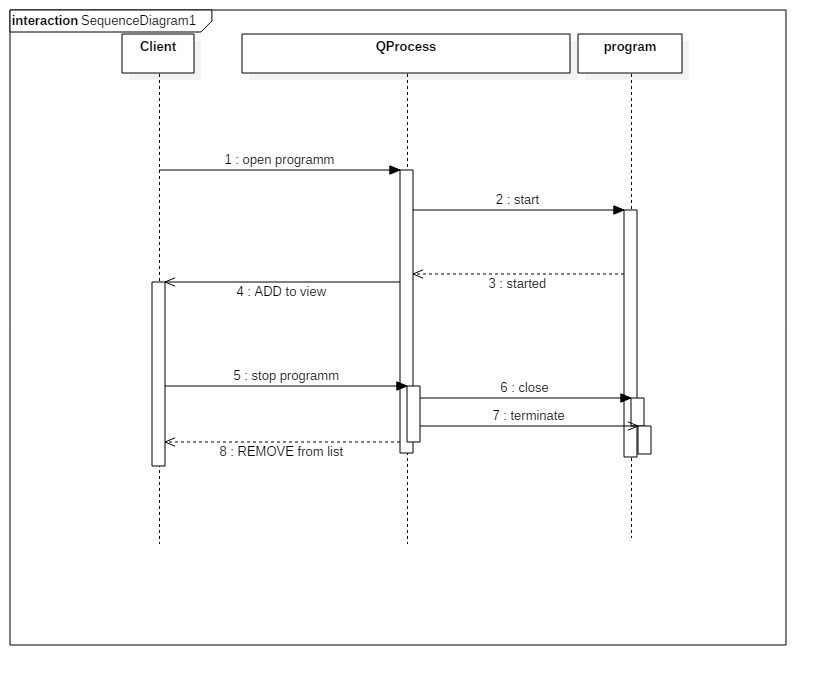 interaction SequenceDiagram1
Client
QProcess
program
1 : open programm
2 : start
3 : started
4 : ADD to view
5 : stop programm
6 : close
7 : terminate
8 : REMOVE from list